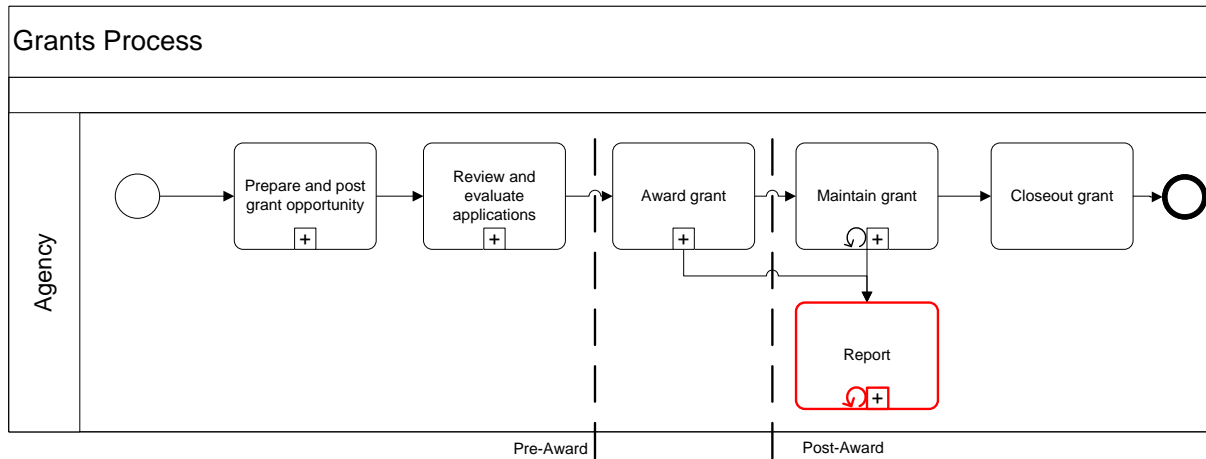 Grants Process
Agency
Prepare and post
grant opportunity
Review and
evaluate
applications
Award grant
Maintain grant
Closeout grant
Report
Pre-Award
Post-Award